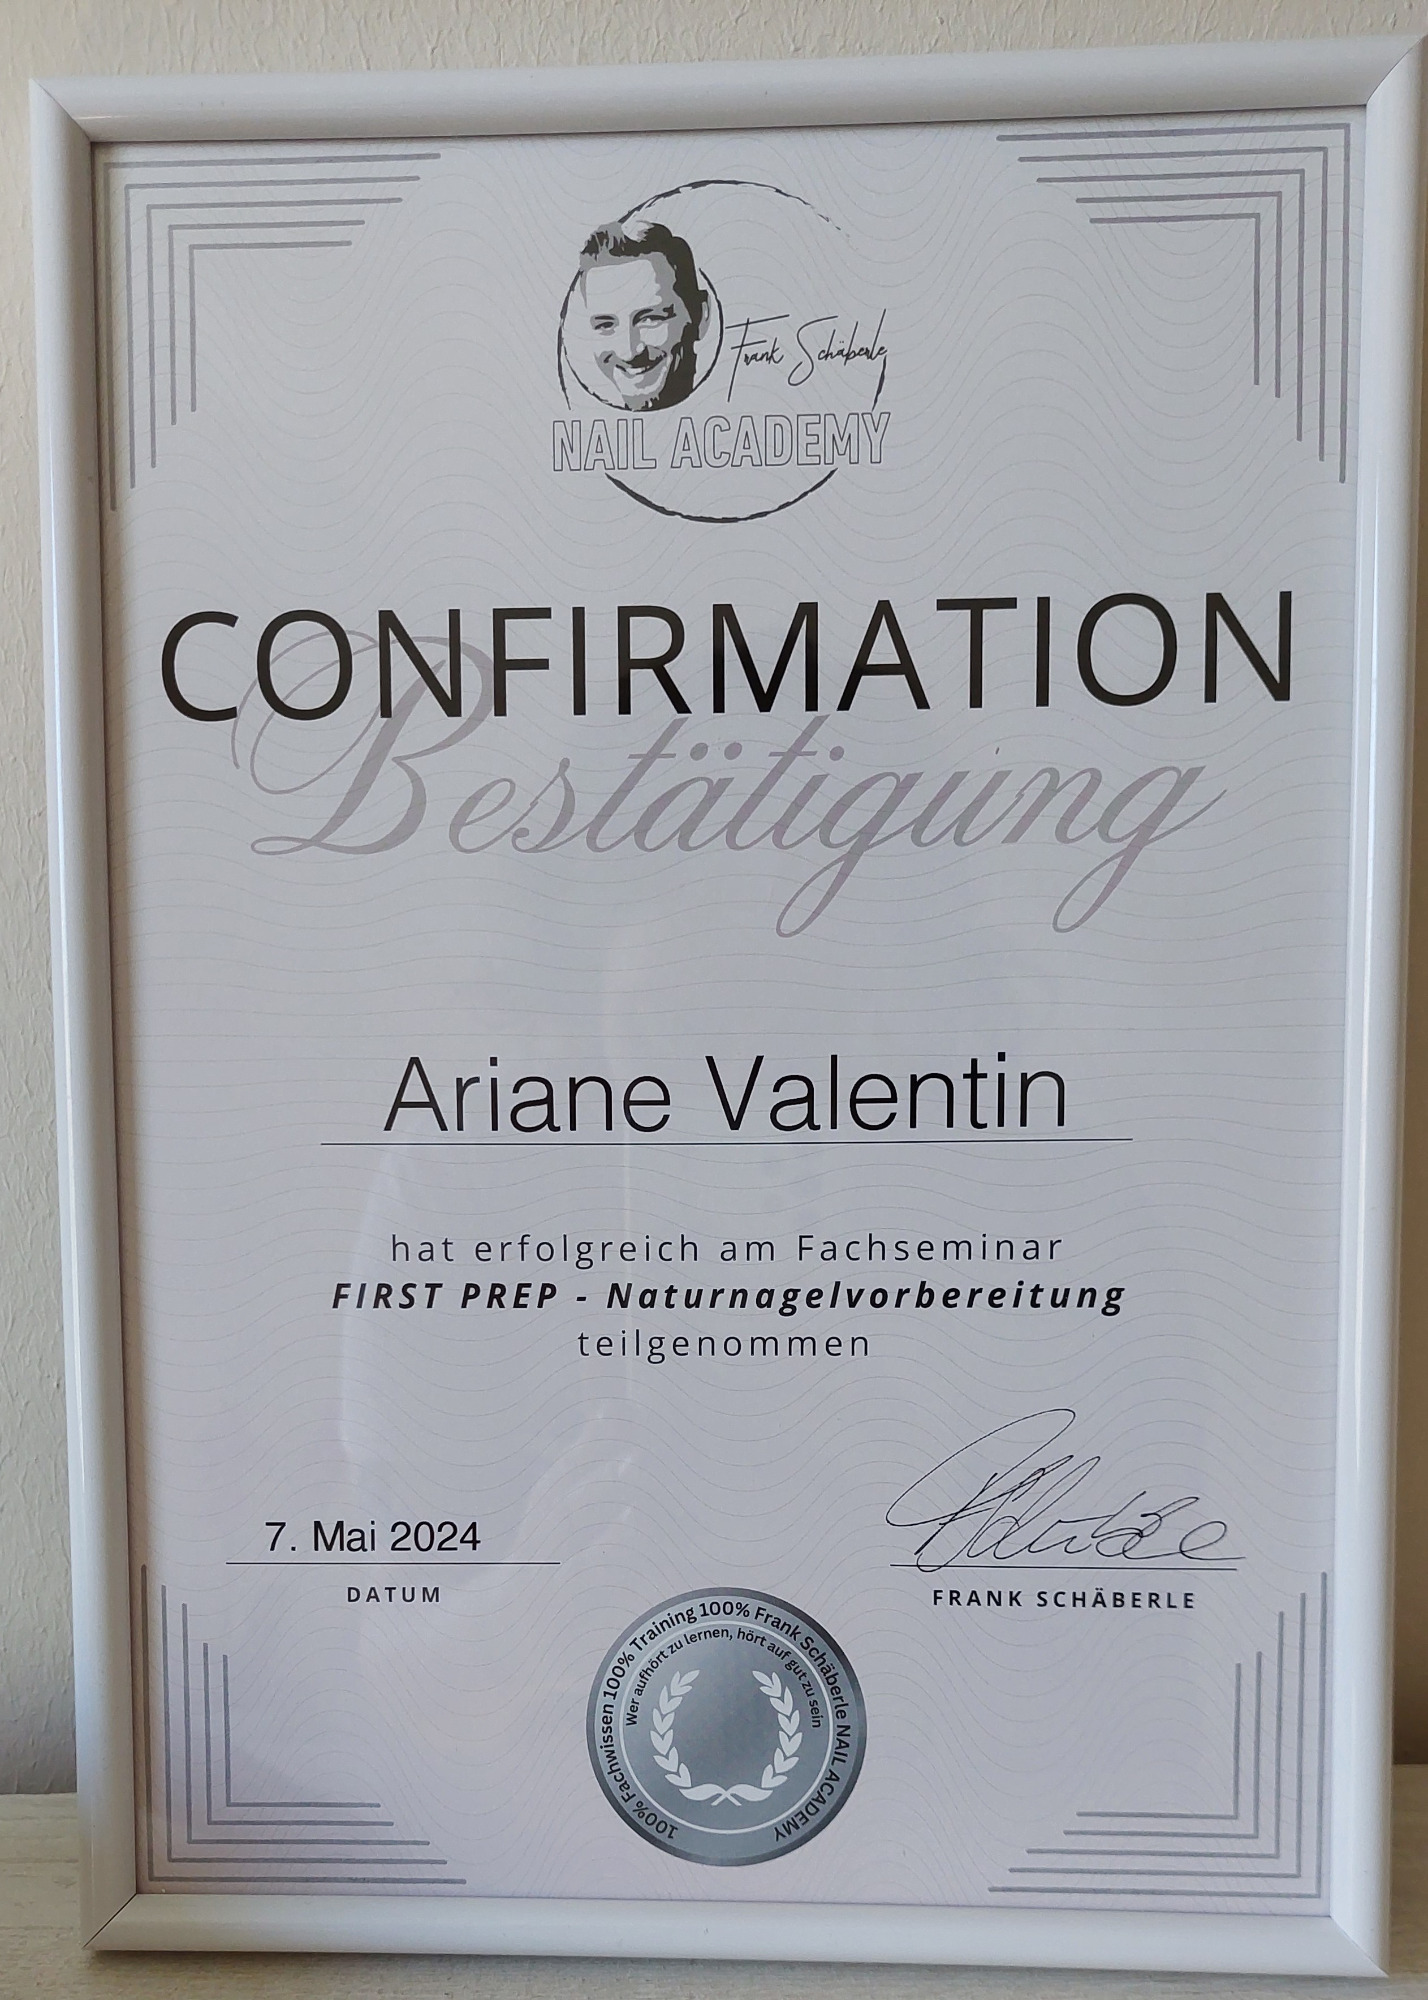 Frank Schäberle
NAIL ACADEMY
CONFIRMATION
Bestätigung
Ariane Valentin
hat erfolgreich am Fachseminar
FIRST PREP - Naturnagelvorbereitung
teilgenommen
7. Mai 2024
DATUM
FRANK SCHÄBERLE
100% Fachwissen 100% Training 100% Frank Schäberle NAIL ACADEMY
Wer aufhört zu lernen, hört auf gut zu sein